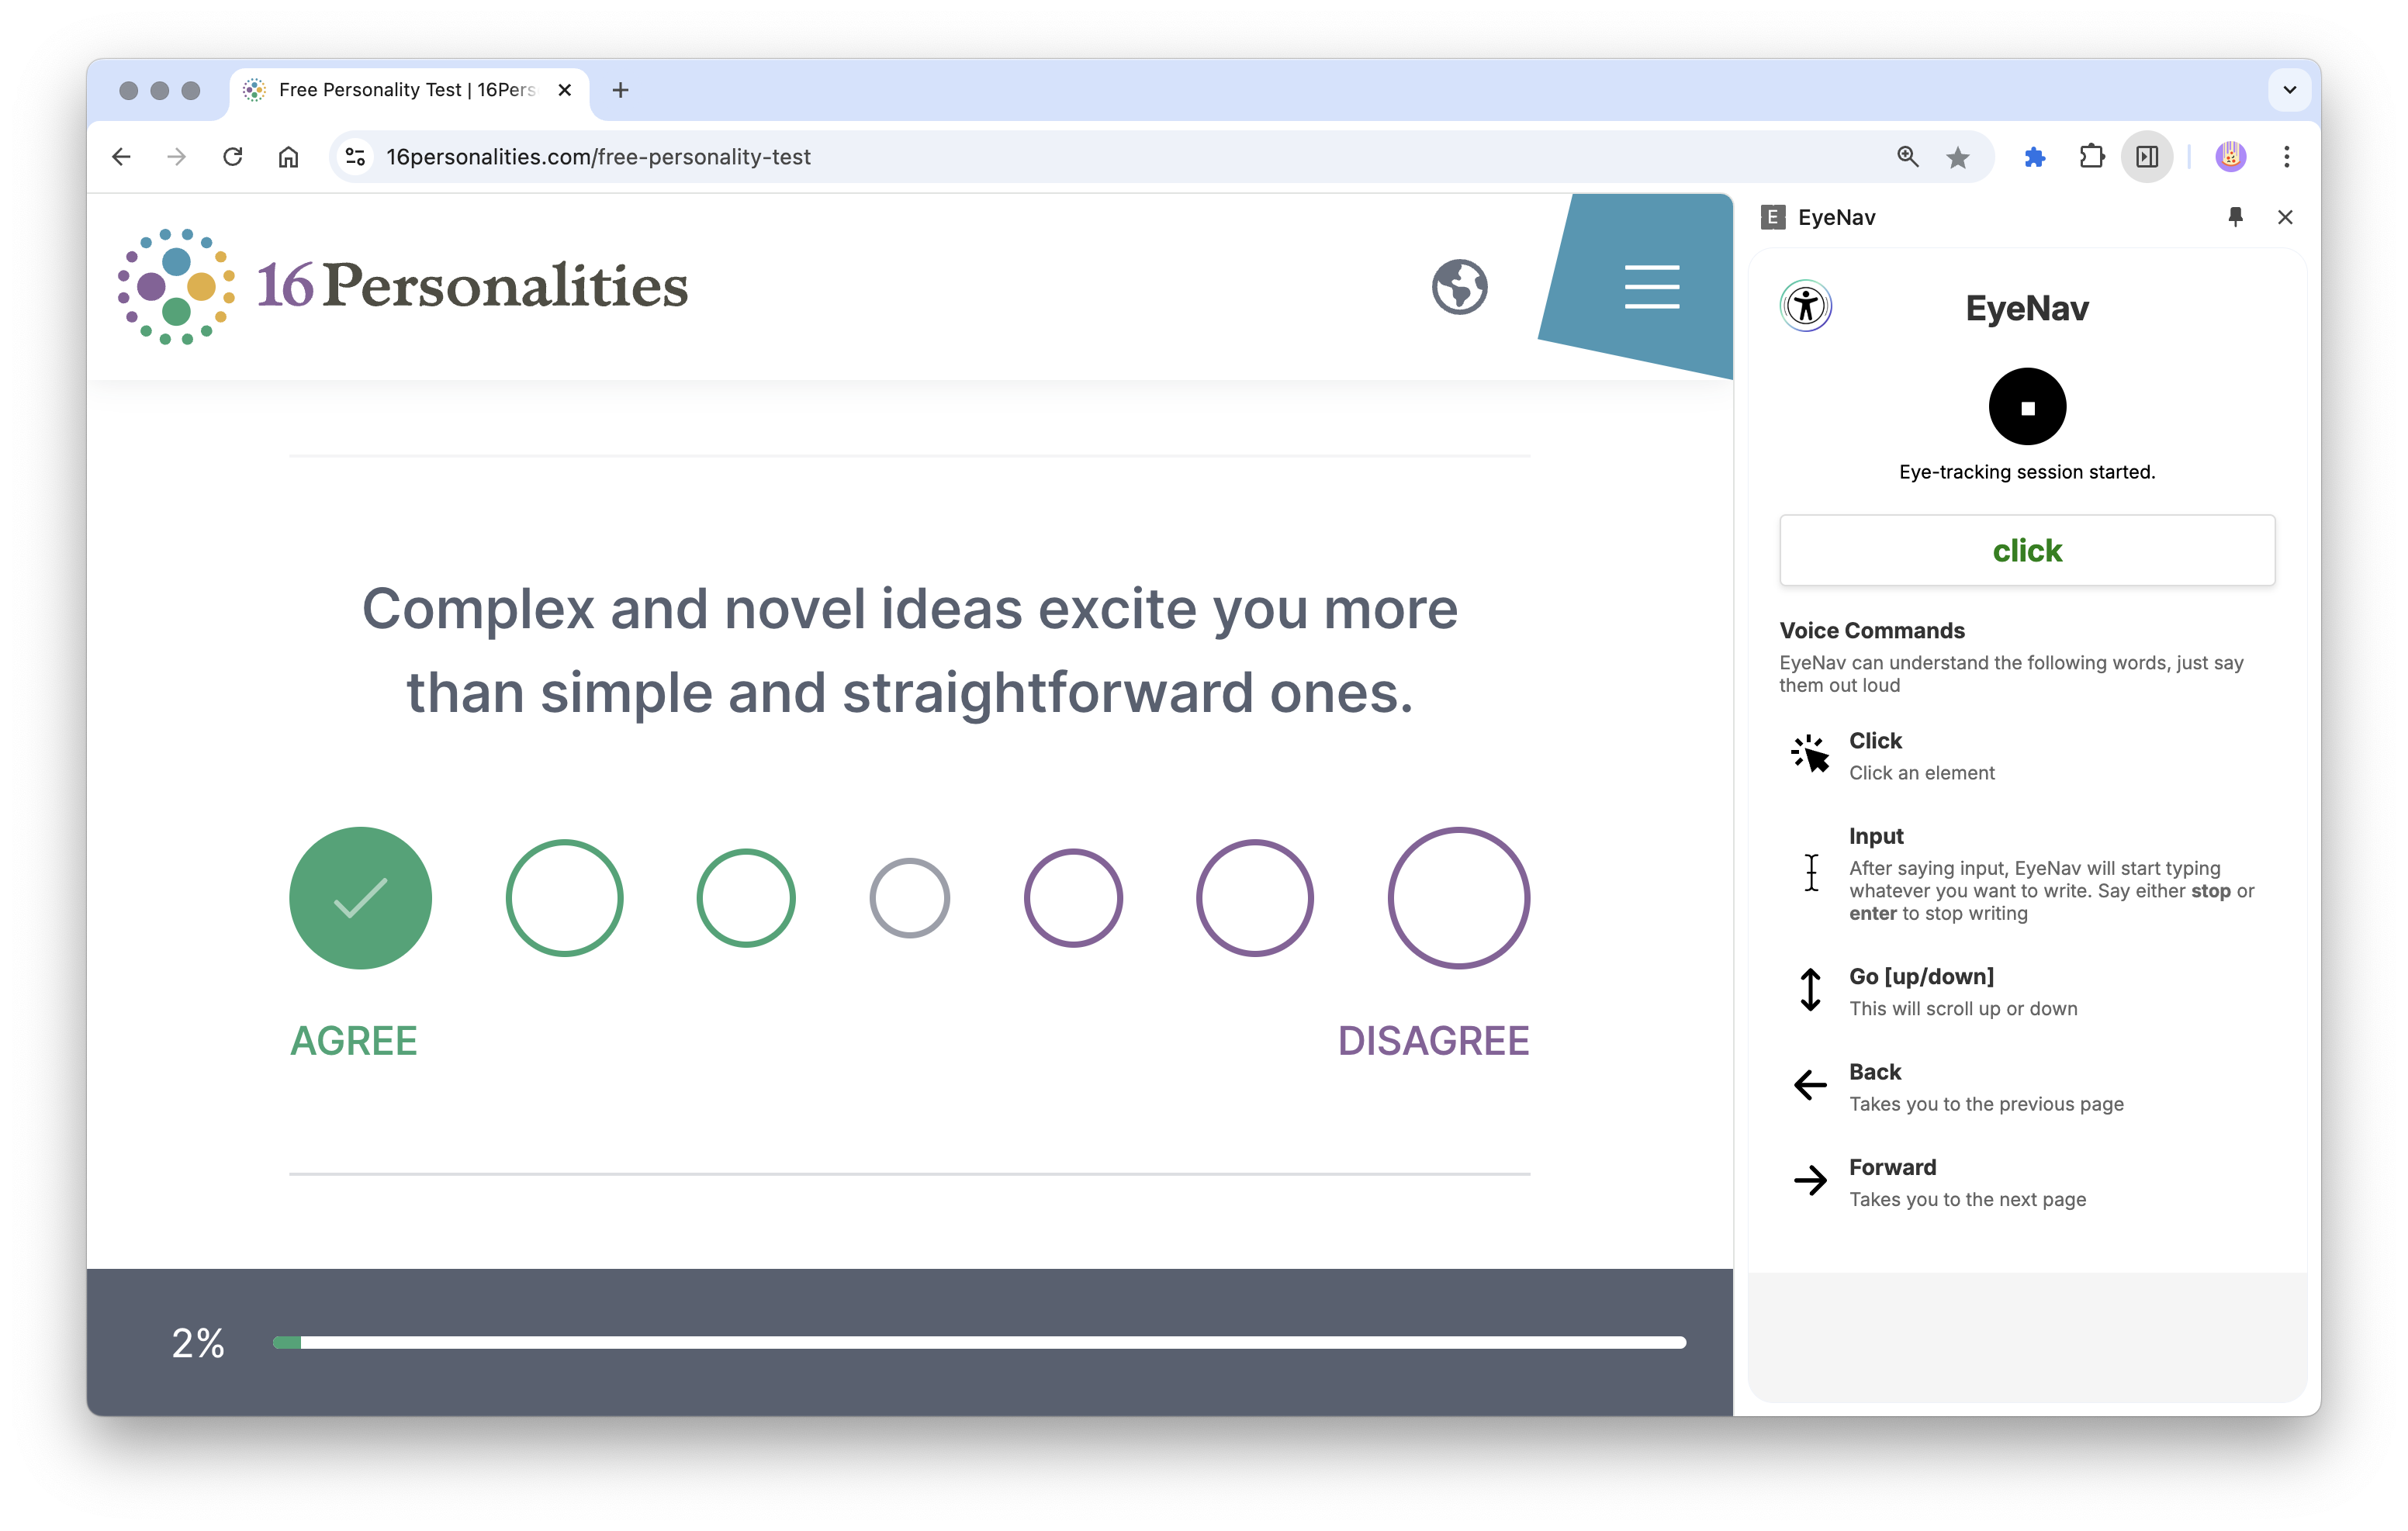 Free Personality Test | 16Pers
16personalities.com/free-personality-test
E EyeNav
16Personalities
EyeNav
Eye-tracking session started.
click
Complex and novel ideas excite you more
than simple and straightforward ones.
AGREE
DISAGREE
2%
Voice Commands
EyeNav can understand the following words, just say
them out loud
Click
Click an element
Input
After saying input, EyeNav will start typing
whatever you want to write. Say either stop or
enter to stop writing
Go [up/down]
This will scroll up or down
Back
Takes you to the previous page
Forward
Takes you to the next page